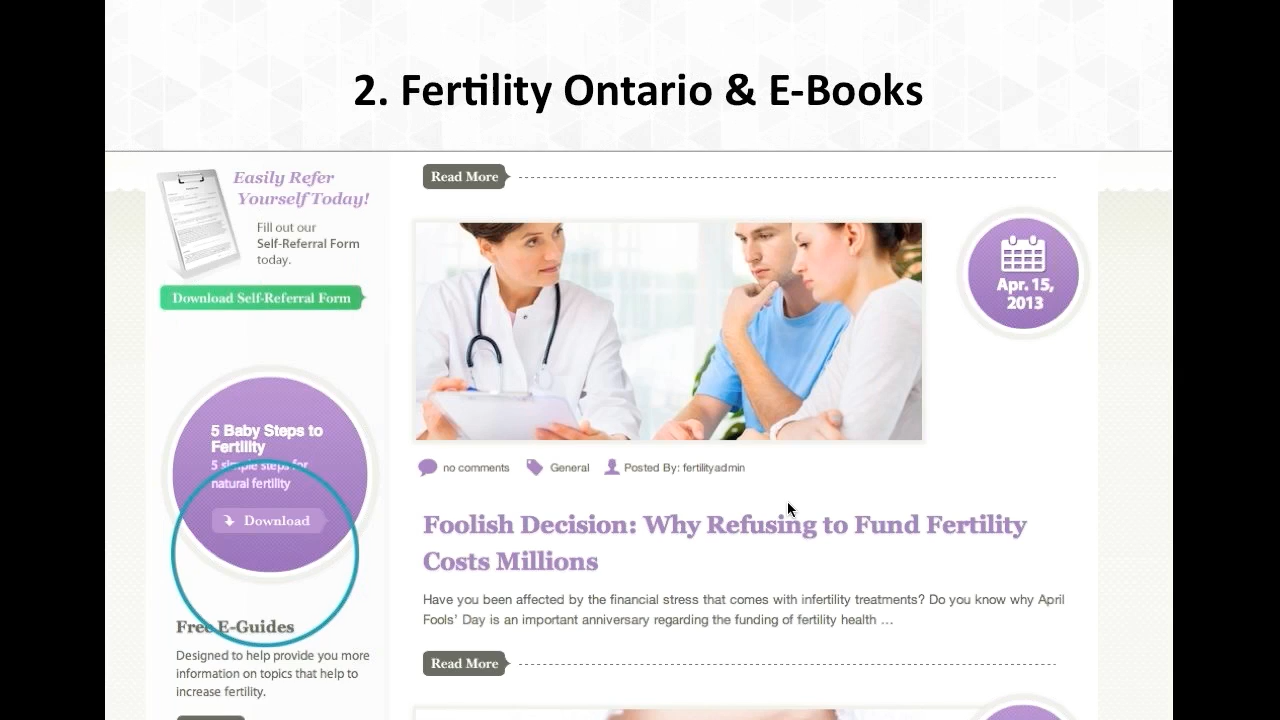 2. Fertility Ontario & E-Books
Easily Refer
Yourself Today!
Fill out our
Self-Referral Form
today.
Download Self-Referral Form
5 Baby Steps to
Fertility
5 simple steps for
natural fertility
Download
Free E-Guides
Designed to help provide you more
information on topics that help to
increase fertility.
Read More
Apr. 15,
2013
no comments General Posted By: fertilityadmin
Foolish Decision: Why Refusing to Fund Fertility
Costs Millions
Have you been affected by the financial stress that comes with infertility treatments? Do you know why April
Fools' Day is an important anniversary regarding the funding of fertility health ...
Read More